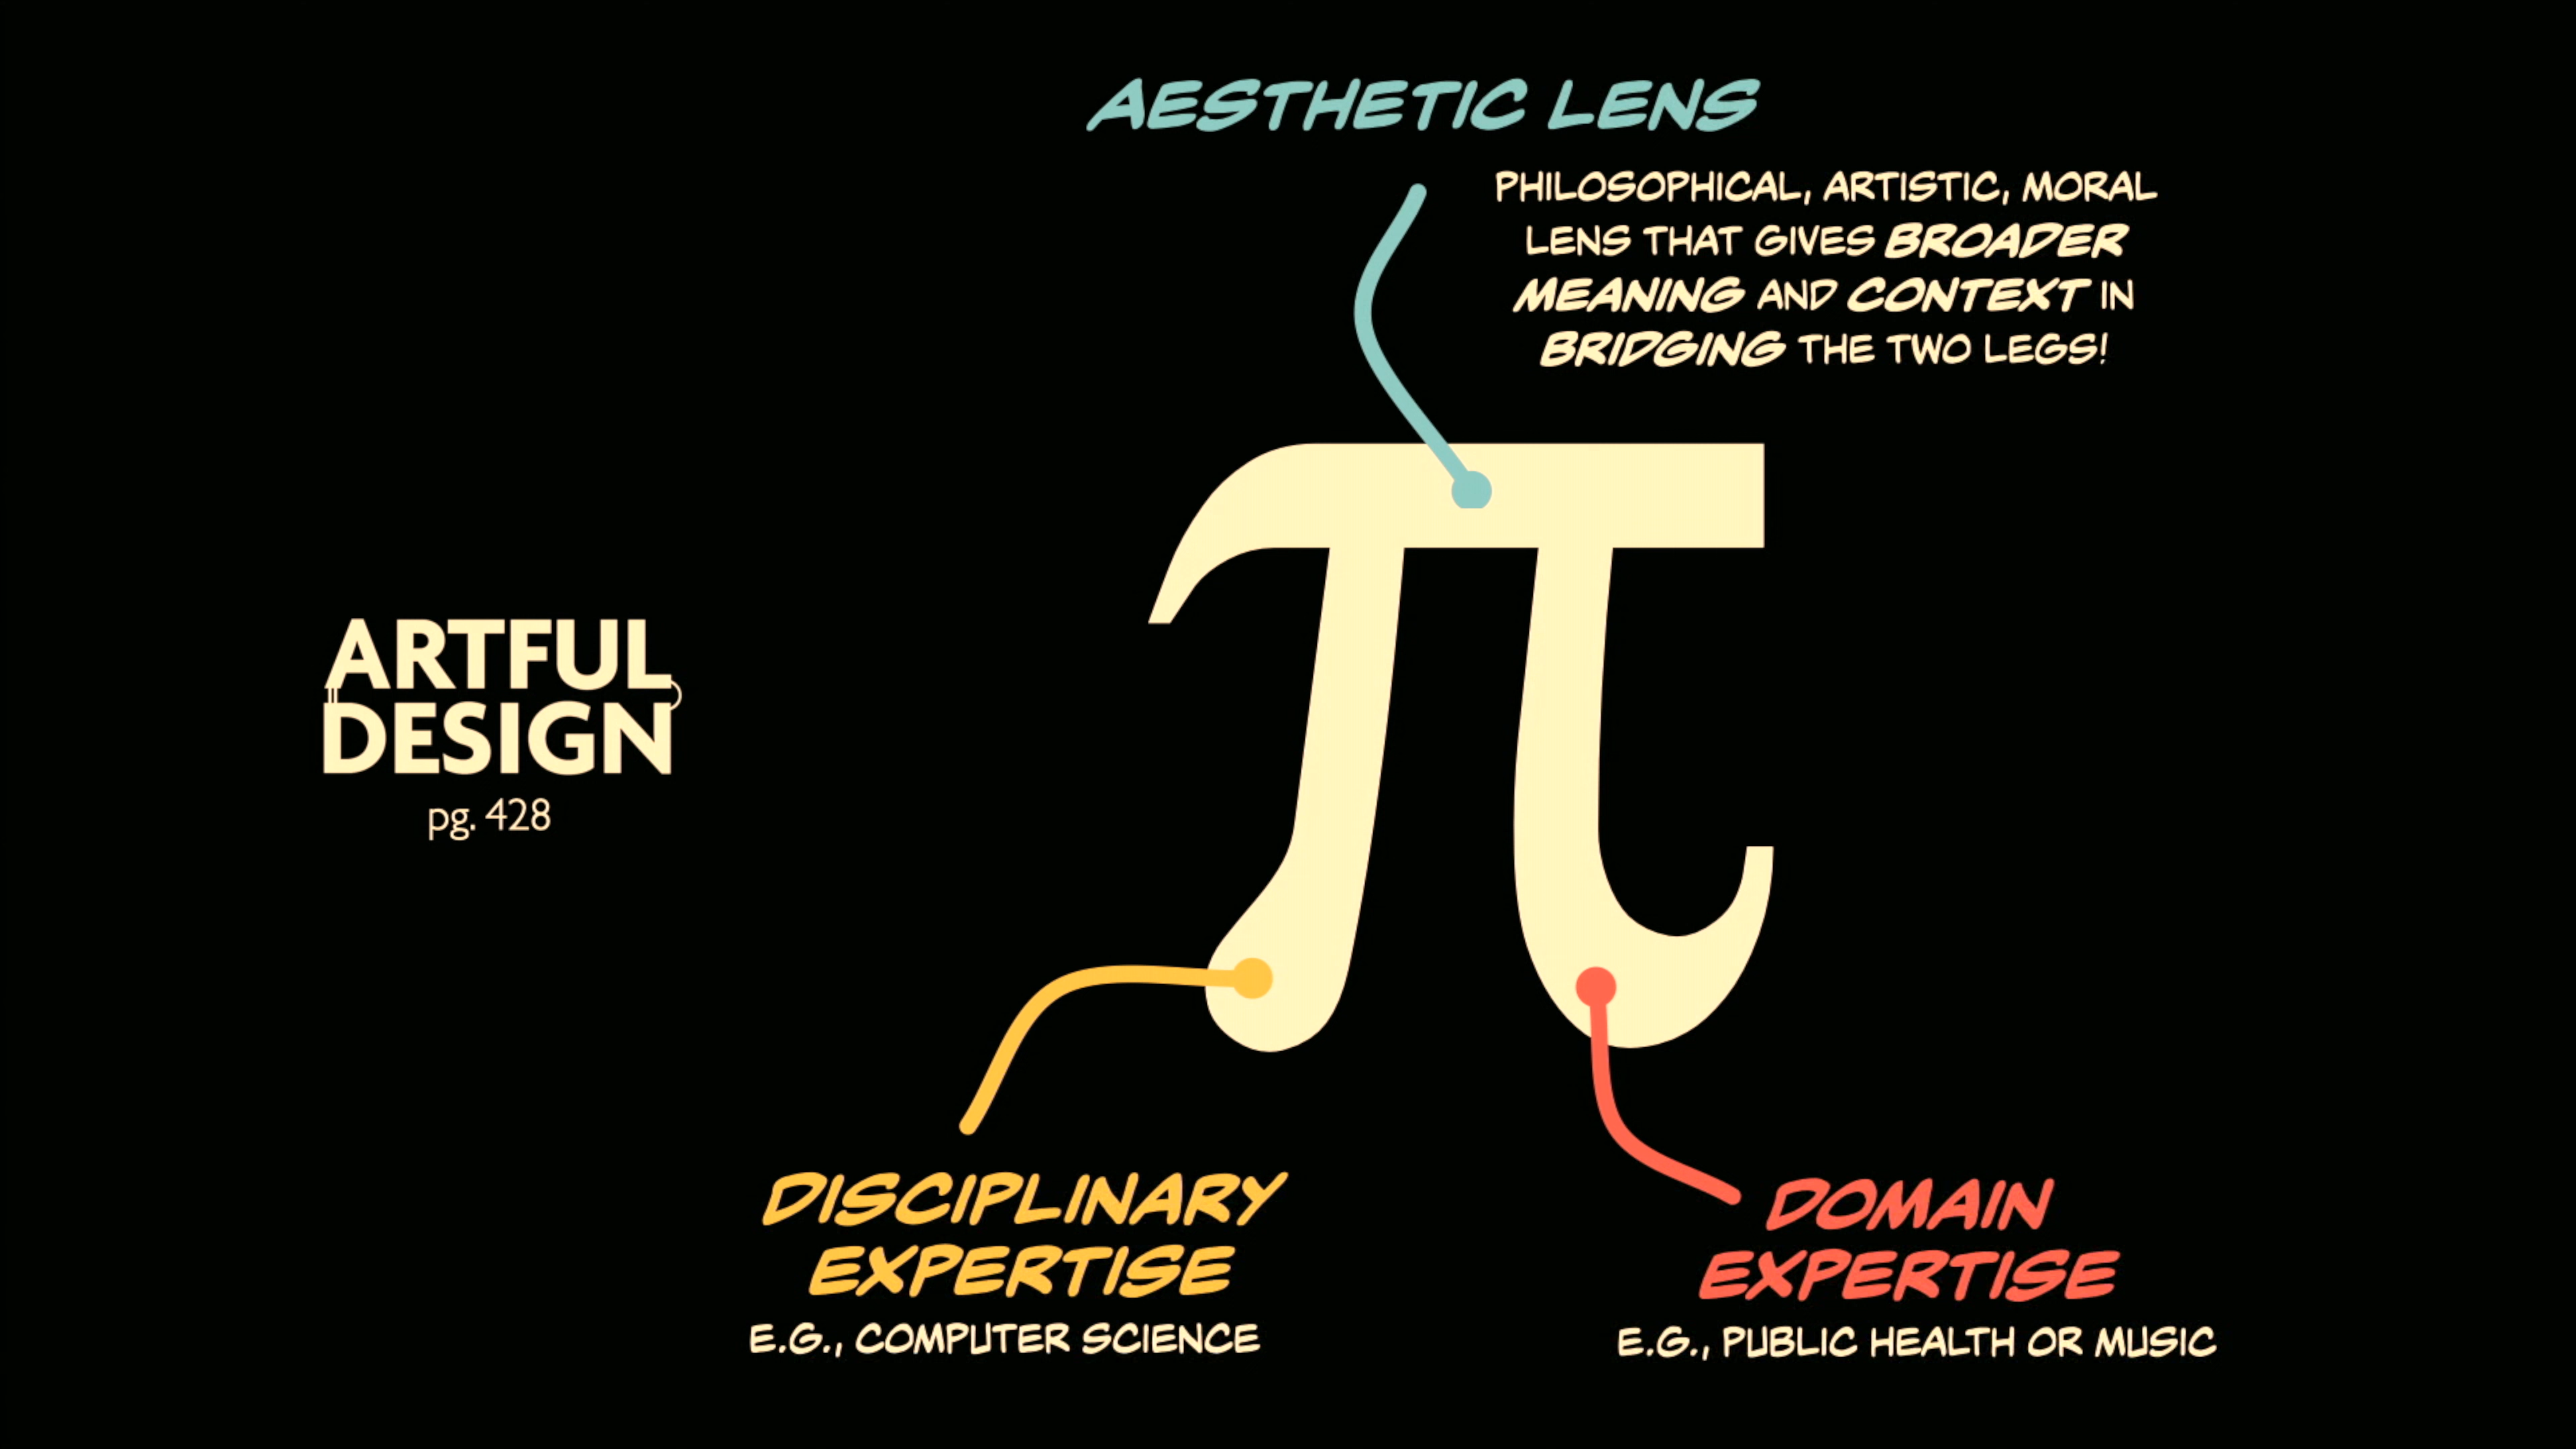 AESTHETIC LENS
PHILOSOPHICAL, ARTISTIC, MORAL
LENS THAT GIVES BROADER
MEANING AND CONTEXT IN
BRIDGING THE TWO LEGS!
π
ARTFUL
DESIGN
pg. 428
DISCIPLINARY
EXPERTISE
E.G., COMPUTER SCIENCE
DOMAIN
EXPERTISE
E.G., PUBLIC HEALTH OR MUSIC